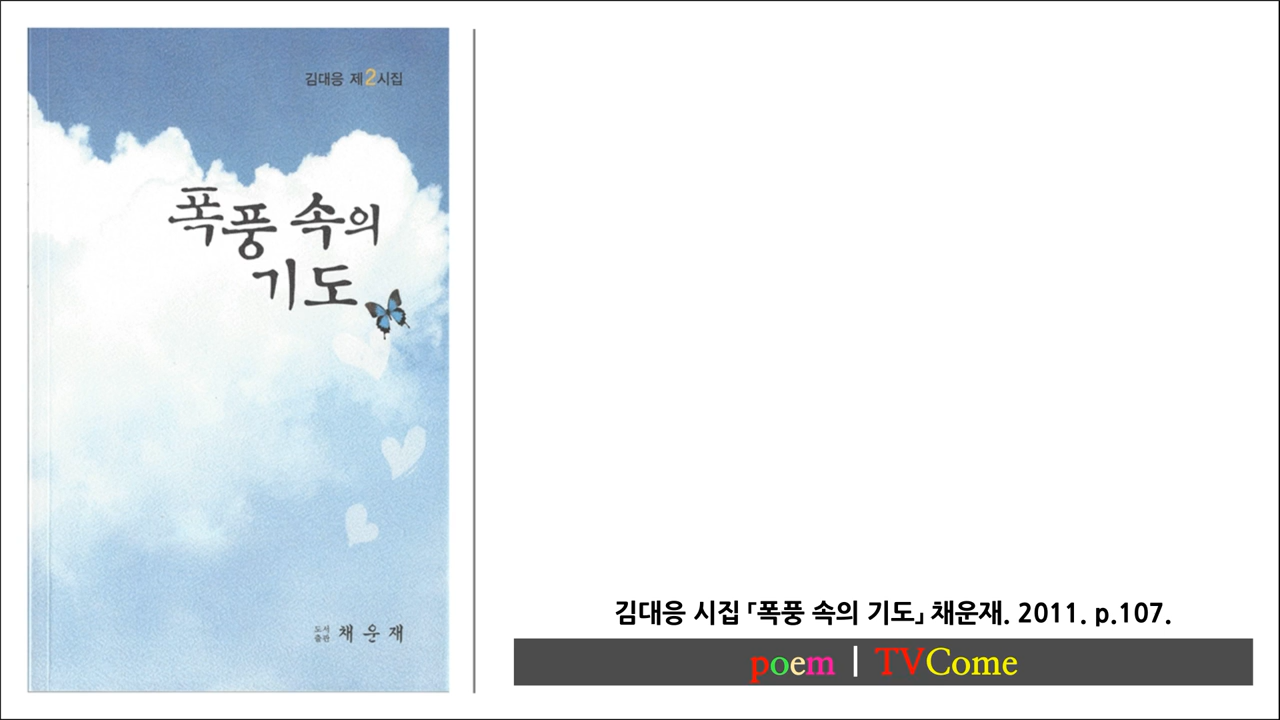 김대응 제2시집
폭풍 속의
기도
도서
출판 채운재
김대응 시집 「폭풍 속의 기도」 채운재. 2011. p.107.
poem | TVCome